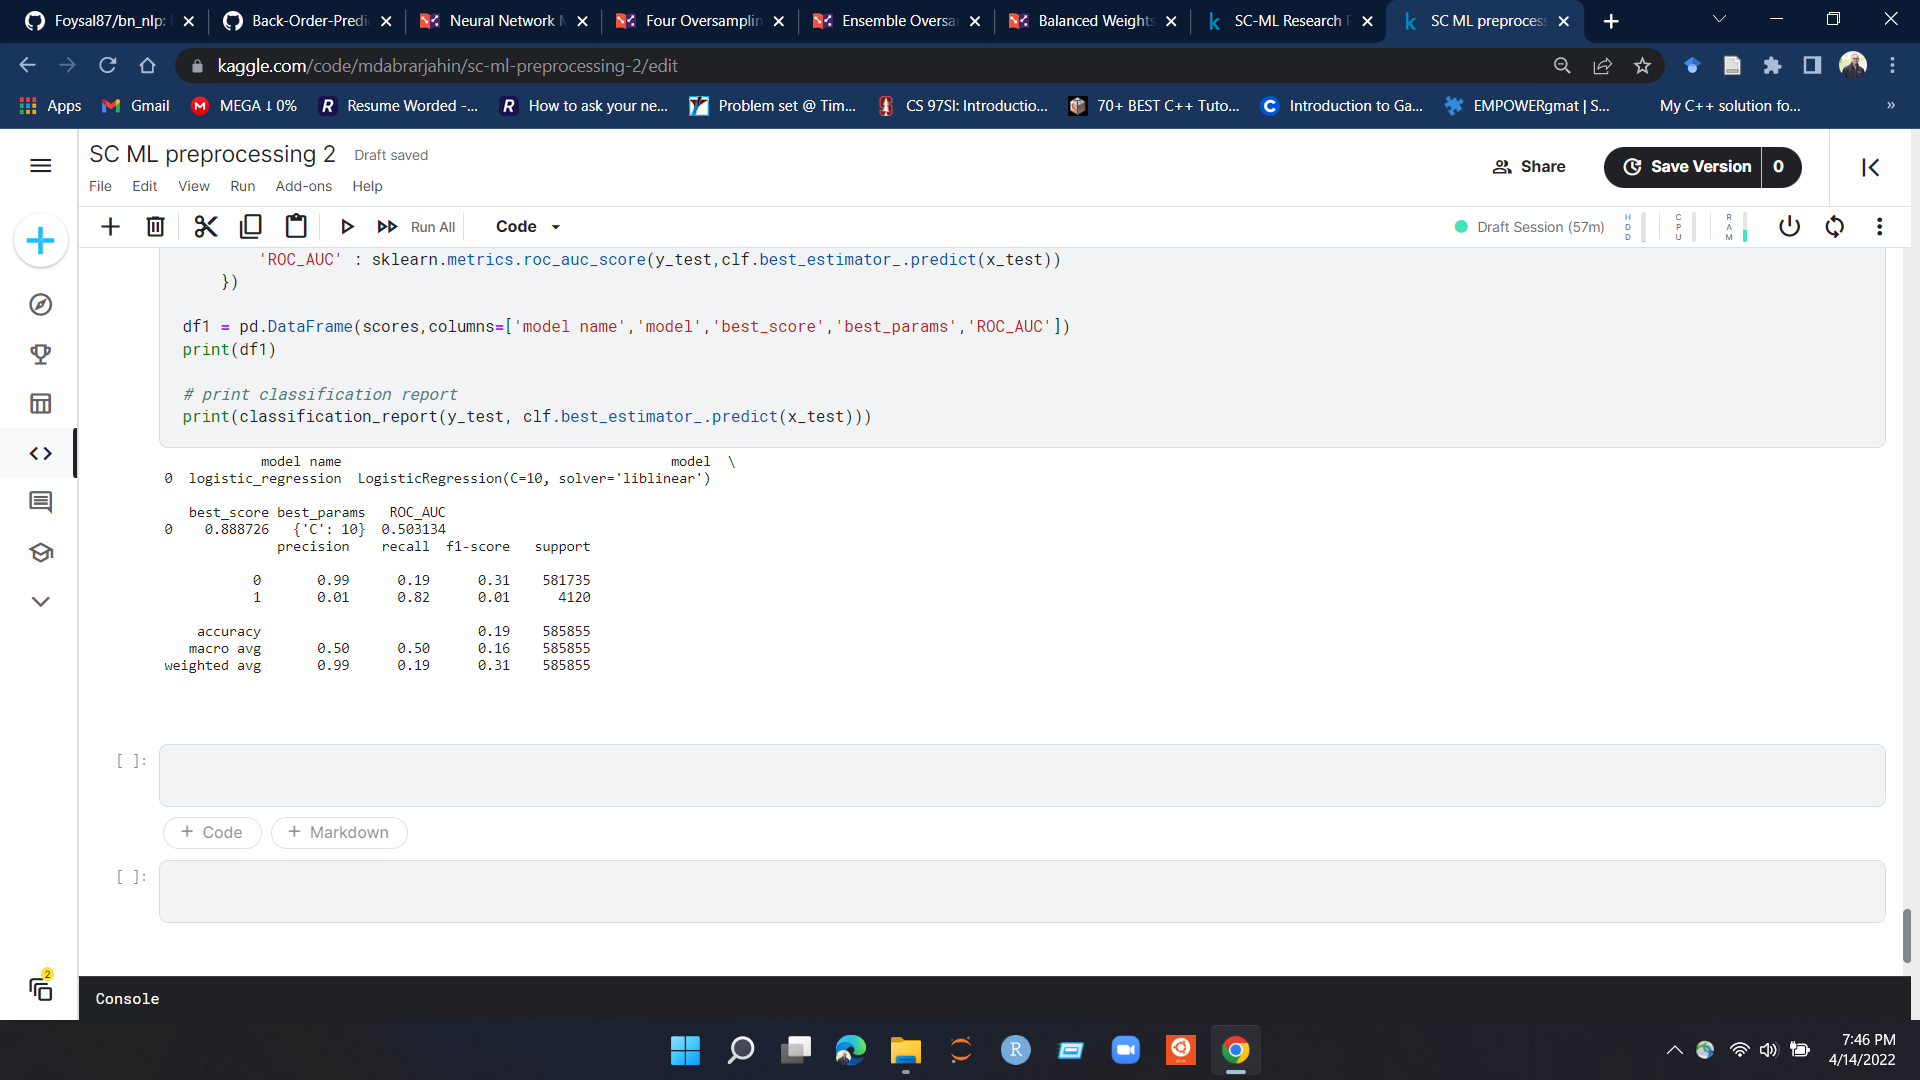 Foysal87/bn_nlp:
Back-Order-Predi
Neural Network M
Four Oversamplin
Ensemble Oversa
Balanced Weights
SC-ML Research P
SC ML preprocess
kaggle.com/code/mdabrarjahin/sc-ml-preprocessing-2/edit
Apps
Gmail
MEGA ↓ 0%
Resume Worded -...
How to ask your ne...
Problem set @ Tim...
CS 97SI: Introductio...
70+ BEST C++ Tuto...
Introduction to Ga...
EMPOWERgmat | S...
My C++ solution fo...
»
SC ML preprocessing 2
Draft saved
Share
Save Version
0
File Edit View Run Add-ons Help
Run All
Code
Draft Session (57m)
HDD
CPU
RAM
'ROC_AUC' : sklearn.metrics.roc_auc_score(y_test,clf.best_estimator_.predict(x_test))
})
df1 = pd.DataFrame(scores,columns=['model name','model','best_score','best_params','ROC_AUC'])
print(df1)
# print classification report
print(classification_report(y_test, clf.best_estimator_.predict(x_test)))
model name model \
0 logistic_regression LogisticRegression(C=10, solver='liblinear')
best_score best_params ROC_AUC
0 0.888726 {'C': 10} 0.503134
precision recall f1-score support
0 0.99 0.19 0.31 581735
1 0.01 0.82 0.01 4120
accuracy 0.19 585855
macro avg 0.50 0.50 0.16 585855
weighted avg 0.99 0.19 0.31 585855
[ ]:
+ Code
+ Markdown
[ ]:
2
Console
7:46 PM
4/14/2022